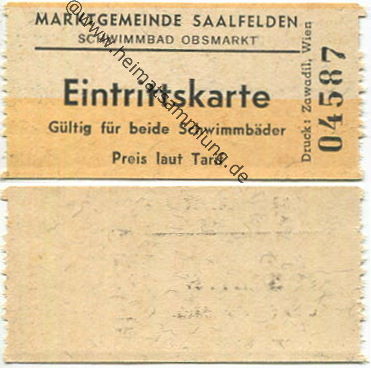 MARKTGEMEINDE SAALFELDEN
SCHWIMMBAD OBSMARKT
Eintrittskarte
Gültig für beide Schwimmbäder
Preis laut Tarif
Druck: Zawadil, Wien
04587
www.heimatsammlung.de